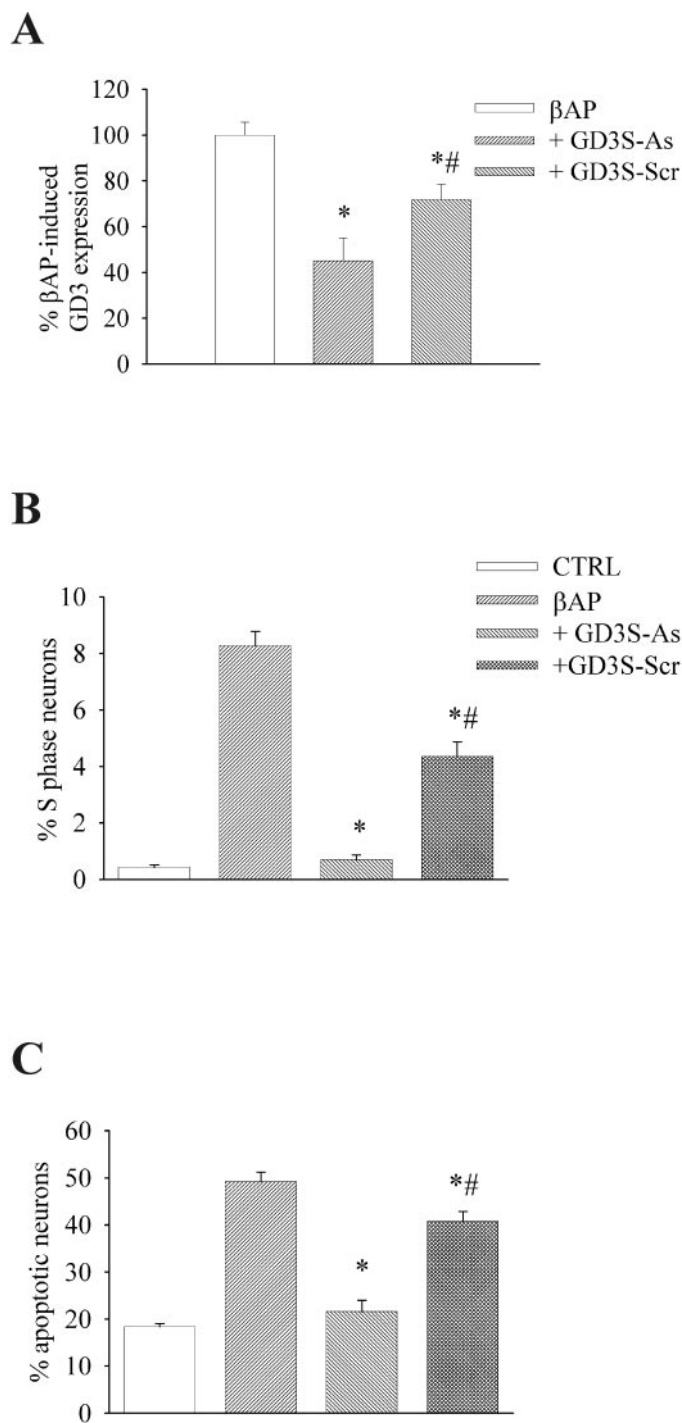 A
120
100
80
60
40
20
0
% βAP-induced
GD3 expression
*
*#
βAP
+ GD3S-As
+ GD3S-Scr
B
10
8
6
4
2
0
% S phase neurons
*
*#
CTRL
βAP
+ GD3S-As
+GD3S-Scr
C
60
50
40
30
20
10
0
% apoptotic neurons
*
*#